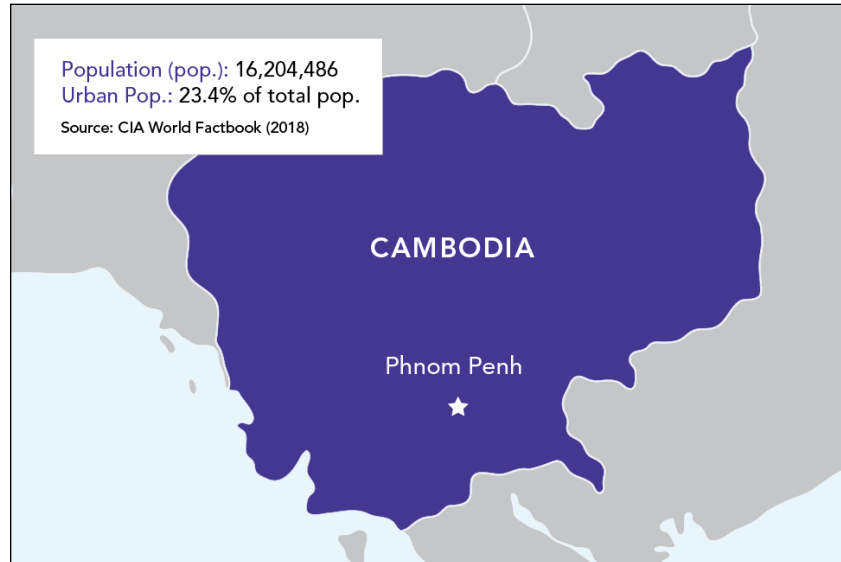 Population (pop.): 16,204,486
Urban Pop.: 23.4% of total pop.
Source: CIA World Factbook (2018)
CAMBODIA
Phnom Penh